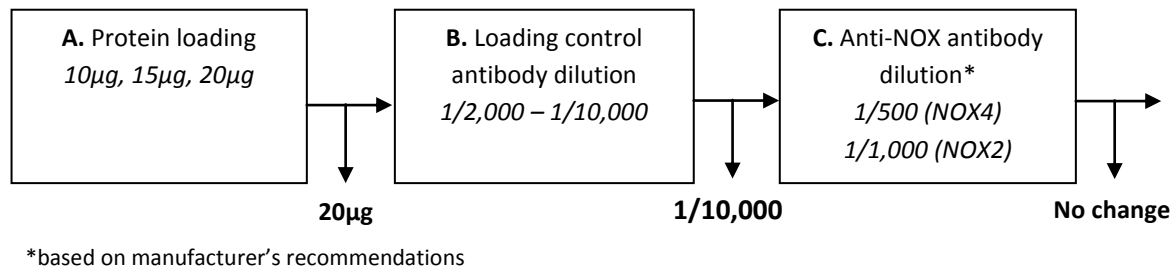 A. Protein loading
10µg, 15µg, 20µg
B. Loading control
antibody dilution
1/2,000 – 1/10,000
C. Anti-NOX antibody
dilution*
1/500 (NOX4)
1/1,000 (NOX2)
20µg
1/10,000
No change
*based on manufacturer’s recommendations